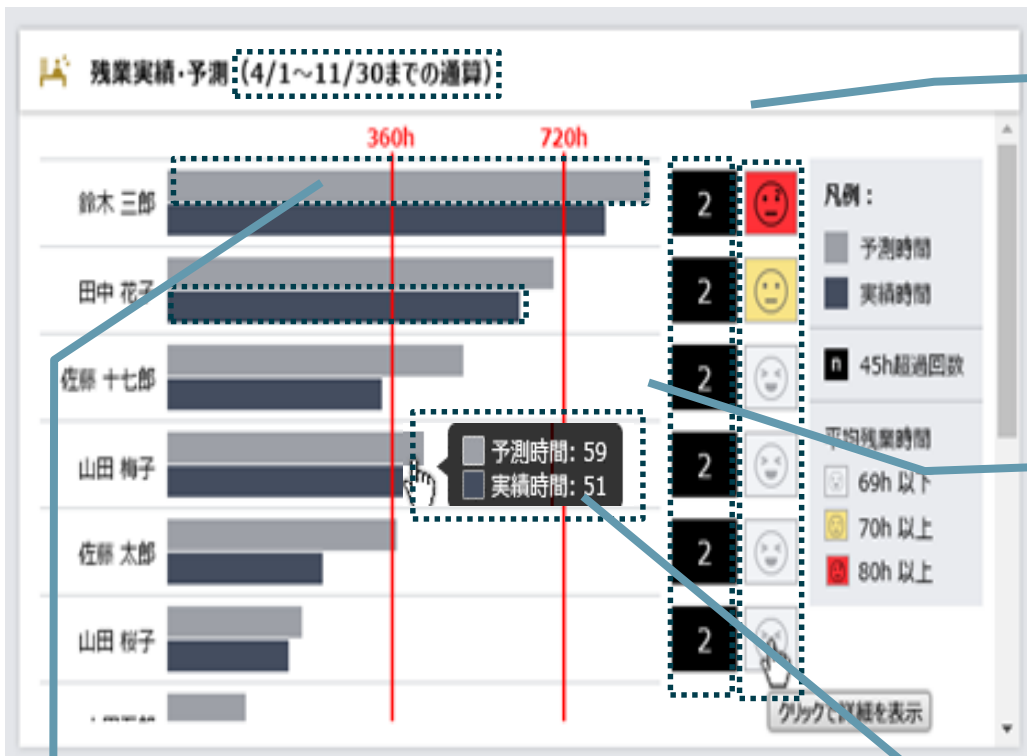 残業実績・予測 (4/1～11/30までの通算)
360h 720h
鈴木 三郎
2
田中 花子
2
佐藤 十七郎
2
山田 梅子
2
予測時間: 59
実績時間: 51
佐藤 太郎
2
山田 桜子
2
凡例：
予測時間
実績時間
n 45h超過回数
平均残業時間
69h 以下
70h 以上
80h 以上
クリックで詳細を表示